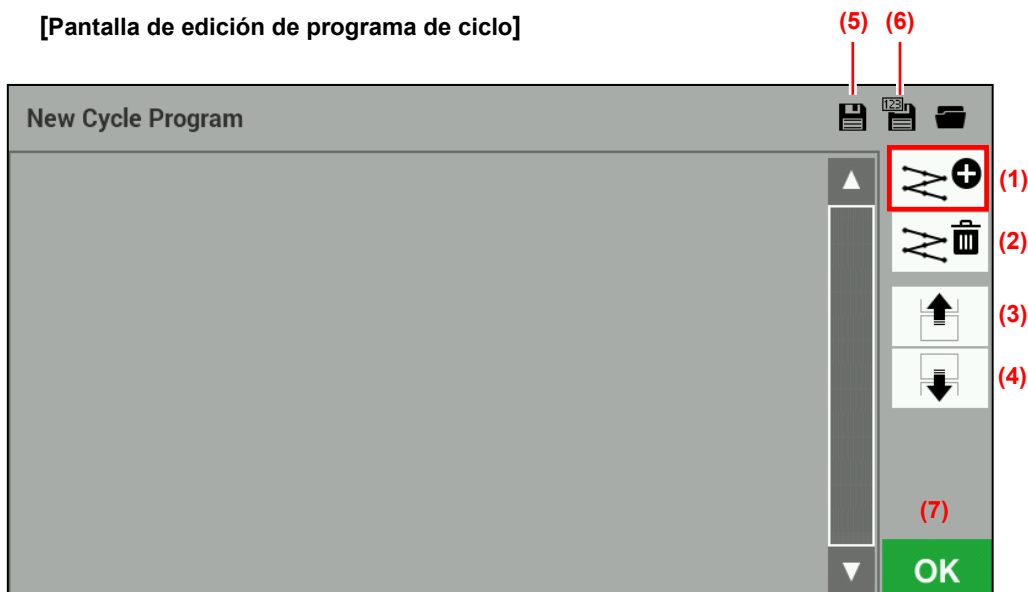 [Pantalla de edición de programa de ciclo]
(5) (6)
New Cycle Program
123
(1)
(2)
(3)
(4)
(7)
OK